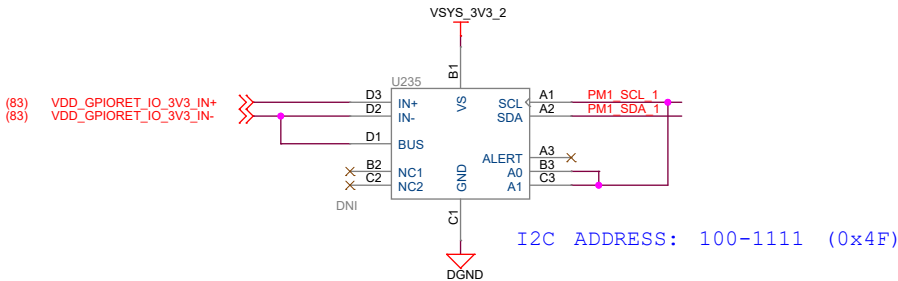 VSYS_3V3_2
B1
U235
(83) VDD_GPIORET_IO_3V3_IN+ D3 IN+ VS SCL A1 PM1_SCL_1
(83) VDD_GPIORET_IO_3V3_IN- D2 IN- SDA A2 PM1_SDA_1
D1 BUS
ALERT A3
B2 NC1 A0 B3
C2 NC2 GND A1 C3
DNI
C1
I2C ADDRESS: 100-1111 (0x4F)
DGND